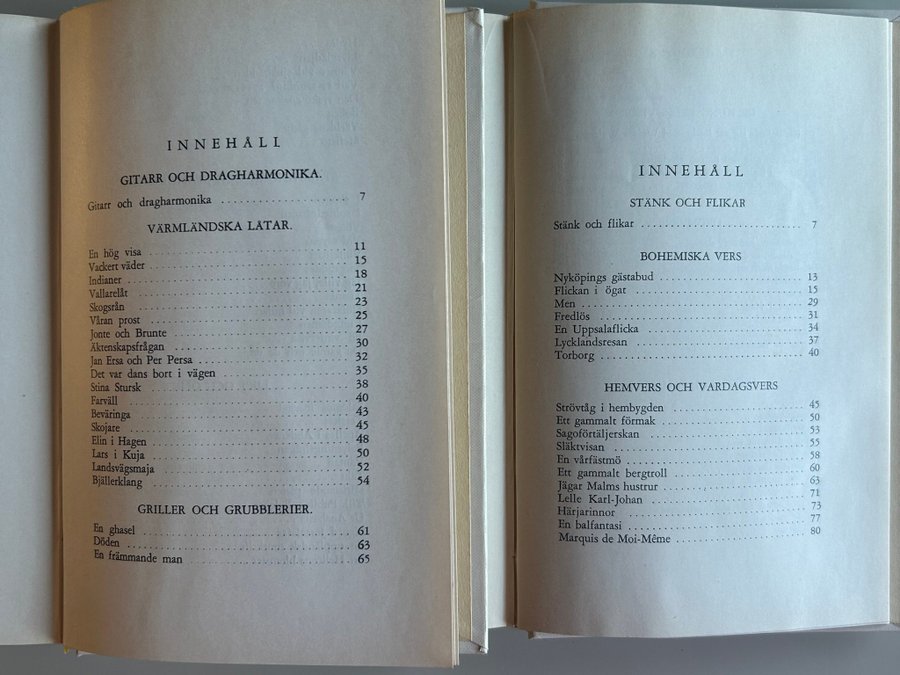 INNEHÅLL
GITARR OCH DRAGHARMONIKA.
Gitarr och dragharmonika . . . . . . . . . . . . . . . . . . . . 7
VÄRMLÄNDSKA LÅTAR.
En hög visa . . . . . . . . . . . . . . . . . . . . 11
Vackert väder . . . . . . . . . . . . . . . . . . . . 15
Indianer . . . . . . . . . . . . . . . . . . . . 18
Vallarelåt . . . . . . . . . . . . . . . . . . . . 21
Skogsrån . . . . . . . . . . . . . . . . . . . . 23
Våran prost . . . . . . . . . . . . . . . . . . . . 25
Jonte och Brunte . . . . . . . . . . . . . . . . . . . . 27
Äktenskapsfrågan . . . . . . . . . . . . . . . . . . . . 30
Jan Ersa och Per Persa . . . . . . . . . . . . . . . . . . . . 32
Det var dans bort i vägen . . . . . . . . . . . . . . . . . . . . 35
Stina Stursk . . . . . . . . . . . . . . . . . . . . 38
Farväll . . . . . . . . . . . . . . . . . . . . 40
Beväringa . . . . . . . . . . . . . . . . . . . . 43
Skojare . . . . . . . . . . . . . . . . . . . . 45
Elin i Hagen . . . . . . . . . . . . . . . . . . . . 48
Lars i Kuja . . . . . . . . . . . . . . . . . . . . 50
Landsvägsmaja . . . . . . . . . . . . . . . . . . . . 52
Bjällerklang . . . . . . . . . . . . . . . . . . . . 54
GRILLER OCH GRUBBLERIER.
En ghasel . . . . . . . . . . . . . . . . . . . . 61
Döden . . . . . . . . . . . . . . . . . . . . 63
En främmande man . . . . . . . . . . . . . . . . . . . . 65
INNEHÅLL
STÄNK OCH FLIKAR
Stänk och flikar . . . . . . . . . . . . . . . . . . . . 7
BOHEMISKA VERS
Nyköpings gästabud . . . . . . . . . . . . . . . . . . . . 13
Flickan i ögat . . . . . . . . . . . . . . . . . . . . 15
Men . . . . . . . . . . . . . . . . . . . . 29
Fredlös . . . . . . . . . . . . . . . . . . . . 31
En Uppsalaflicka . . . . . . . . . . . . . . . . . . . . 34
Lycklandsresan . . . . . . . . . . . . . . . . . . . . 37
Torborg . . . . . . . . . . . . . . . . . . . . 40
HEMVERS OCH VARDAGSVERS
Strövtåg i hembygden . . . . . . . . . . . . . . . . . . . . 45
Ett gammalt förmak . . . . . . . . . . . . . . . . . . . . 50
Sagoförtäljerskan . . . . . . . . . . . . . . . . . . . . 53
Släktvisan . . . . . . . . . . . . . . . . . . . . 55
En vårfästmö . . . . . . . . . . . . . . . . . . . . 58
Ett gammalt bergtroll . . . . . . . . . . . . . . . . . . . . 60
Jägar Malms hustrur . . . . . . . . . . . . . . . . . . . . 63
Lelle Karl-Johan . . . . . . . . . . . . . . . . . . . . 71
Härjarinnor . . . . . . . . . . . . . . . . . . . . 73
En balfantasi . . . . . . . . . . . . . . . . . . . . 77
Marquis de Moi-Même . . . . . . . . . . . . . . . . . . . . 80